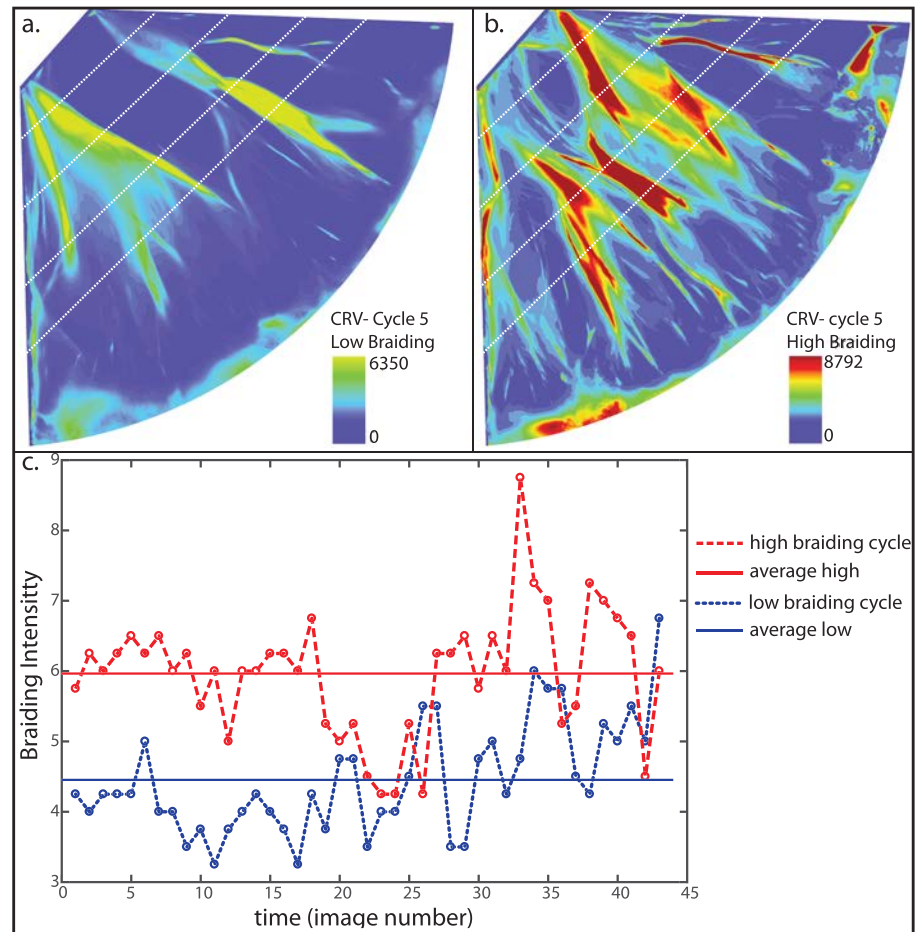 a.
CRV- Cycle 5
Low Braiding
6350
0
b.
CRV- cycle 5
High Braiding
8792
0
c.
9
8
7
6
5
4
3
Braiding Intensitty
0 5 10 15 20 25 30 35 40 45
time (image number)
high braiding cycle
average high
low braiding cycle
average low